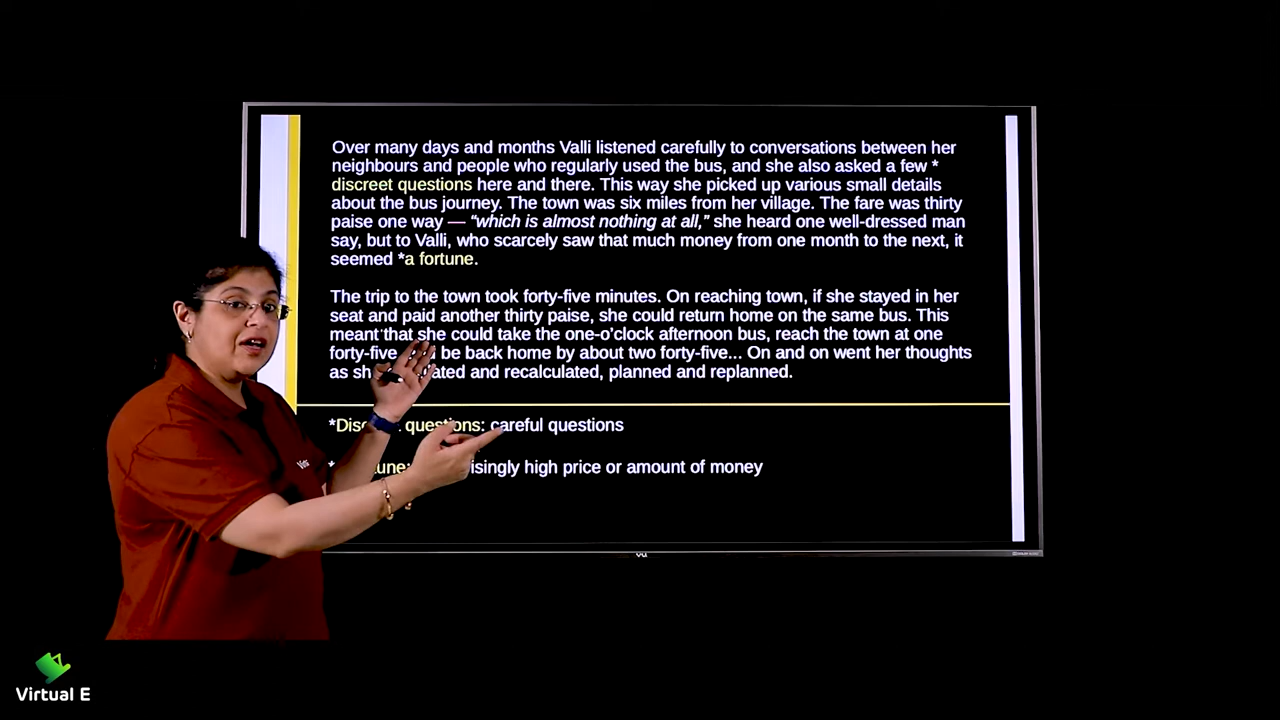 Over many days and months Valli listened carefully to conversations between her
neighbours and people who regularly used the bus, and she also asked a few *
discreet questions here and there. This way she picked up various small details
about the bus journey. The town was six miles from her village. The fare was thirty
paise one way — “which is almost nothing at all,” she heard one well-dressed man
say, but to Valli, who scarcely saw that much money from one month to the next, it
seemed *a fortune.
The trip to the town took forty-five minutes. On reaching town, if she stayed in her
seat and paid another thirty paise, she could return home on the same bus. This
meant that she could take the one-o’clock afternoon bus, reach the town at one
forty-five be back home by about two forty-five... On and on went her thoughts
as and recalculated, planned and replanned.
questions: careful questions
high price or amount of money
Virtual E